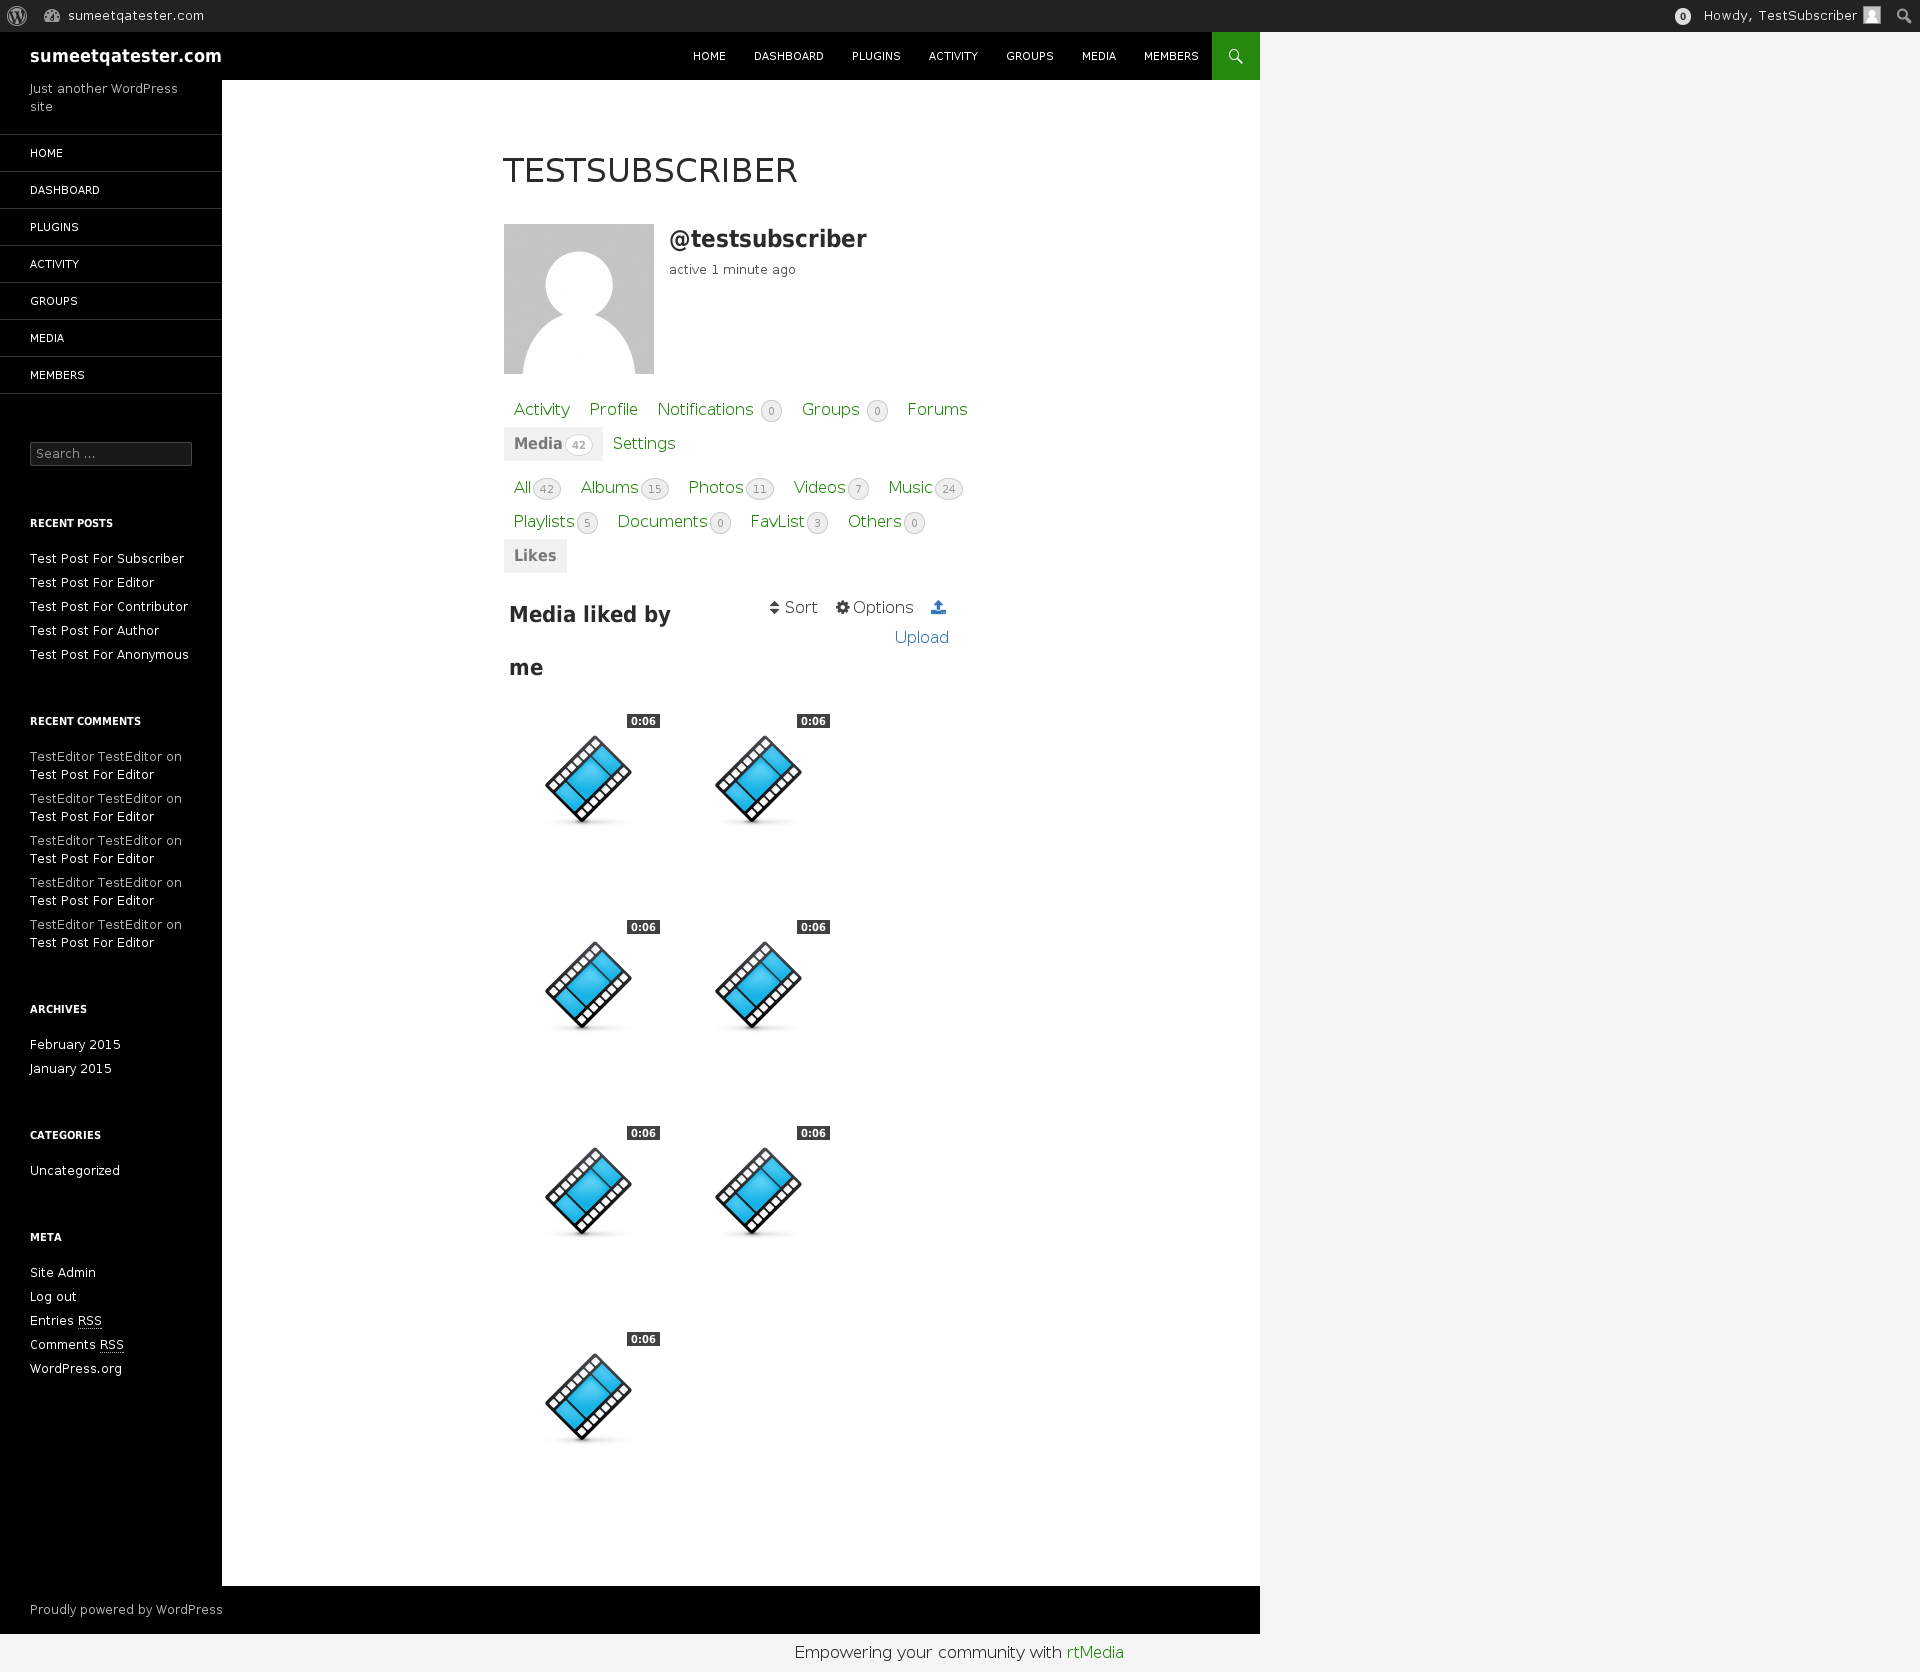 sumeetqatester.com
0
Howdy, TestSubscriber
sumeetqatester.com
HOME DASHBOARD PLUGINS ACTIVITY GROUPS MEDIA MEMBERS
Just another WordPress
site
HOME
DASHBOARD
PLUGINS
ACTIVITY
GROUPS
MEDIA
MEMBERS
Search ...
RECENT POSTS
Test Post For Subscriber
Test Post For Editor
Test Post For Contributor
Test Post For Author
Test Post For Anonymous
RECENT COMMENTS
TestEditor TestEditor on
Test Post For Editor
TestEditor TestEditor on
Test Post For Editor
TestEditor TestEditor on
Test Post For Editor
TestEditor TestEditor on
Test Post For Editor
TestEditor TestEditor on
Test Post For Editor
ARCHIVES
February 2015
January 2015
CATEGORIES
Uncategorized
META
Site Admin
Log out
Entries RSS
Comments RSS
WordPress.org
TESTSUBSCRIBER
@testsubscriber
active 1 minute ago
Activity Profile Notifications 0 Groups 0 Forums
Media 42 Settings
All 42 Albums 15 Photos 11 Videos 7 Music 24
Playlists 5 Documents 0 FavList 3 Others 0
Likes
Media liked by
me
Sort Options
Upload
0:06 0:06
0:06 0:06
0:06 0:06
0:06
Proudly powered by WordPress
Empowering your community with rtMedia